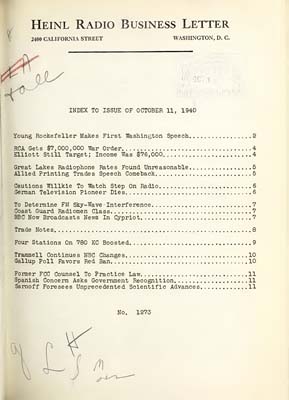 HEINL RADIO BUSINESS LETTER
2400 CALIFORNIA STREET WASHINGTON, D. C.
INDEX TO ISSUE OF OCTOBER 11, 1940
Young Rockefeller Makes First Washington Speech.................2
RCA Gets $7,000,000 War Order...................................4
Elliott Still Target; Income Was $76,000........................4
Great Lakes Radiophone Rates Found Unreasonable.................5
Allied Printing Trades Speech Comeback..........................5
Cautions Willkie To Watch Step On Radio.........................6
German Television Pioneer Dies..................................6
To Determine FM Sky-Wave Interference...........................7
Coast Guard Radiomen Class......................................7
BBC Now Broadcasts News In Cypriot..............................7
Trade Notes.....................................................8
Four Stations On 780 KC Boosted.................................9
Trammell Continues NBC Changes.................................10
Gallup Poll Favors Red Ban.....................................10
Former FCC Counsel To Practice Law.............................11
Spanish Concern Asks Government Recognition....................11
Sarnoff Foresees Unprecedented Scientific Advances.............11
No. 1273